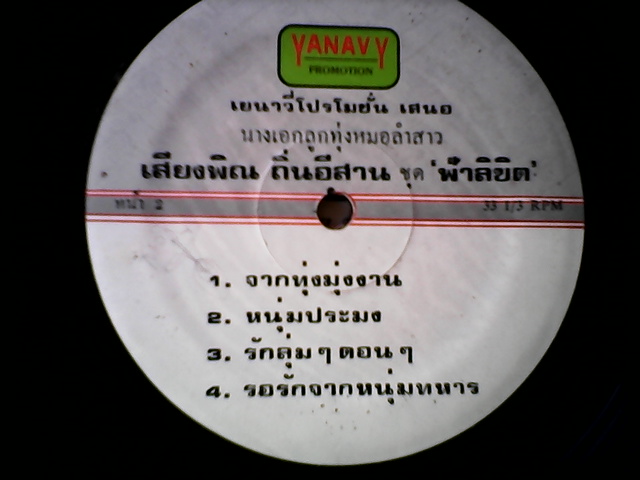 YANAVY
PROMOTION
เยนาวี่โปรโมชั่น เสนอ
นางเอกลูกทุ่งหมอลำสาว
เสียงพิณ ถิ่นอีสาน ชุด 'ฟ้าลิขิต'
หน้า 2 33 1/3 RPM
1. จากทุ่งมุ่งงาน
2. หนุ่มประมง
3. รักลุ่ม ๆ ดอน ๆ
4. รอรักจากหนุ่มทหาร